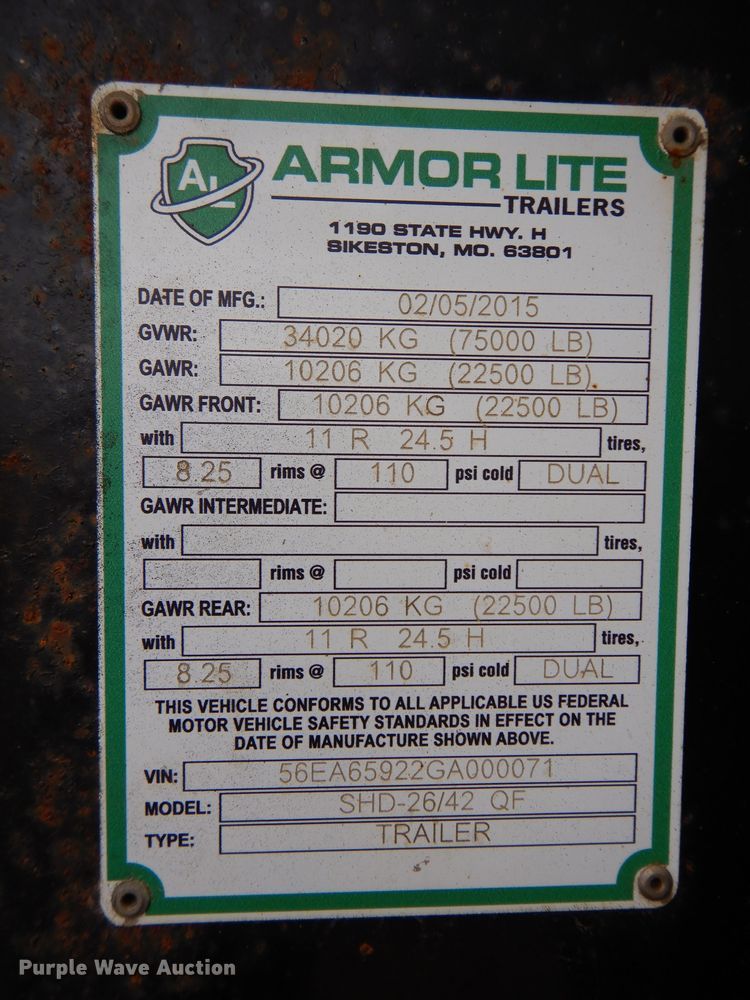 AL ARMOR LITE
TRAILERS
1190 STATE HWY. H
SIKESTON, MO. 63801
DATE OF MFG.: 02/05/2015
GVWR: 34020 KG (75000 LB)
GAWR: 10206 KG (22500 LB)
GAWR FRONT: 10206 KG (22500 LB)
with 11 R 24.5 H tires,
8.25 rims @ 110 psi cold DUAL
GAWR INTERMEDIATE:
with tires,
rims @ psi cold
GAWR REAR: 10206 KG (22500 LB)
with 11 R 24.5 H tires,
8.25 rims @ 110 psi cold DUAL
THIS VEHICLE CONFORMS TO ALL APPLICABLE US FEDERAL
MOTOR VEHICLE SAFETY STANDARDS IN EFFECT ON THE
DATE OF MANUFACTURE SHOWN ABOVE.
VIN: 56EA65922GA000071
MODEL: SHD-26/42 QF
TYPE: TRAILER
Purple Wave Auction